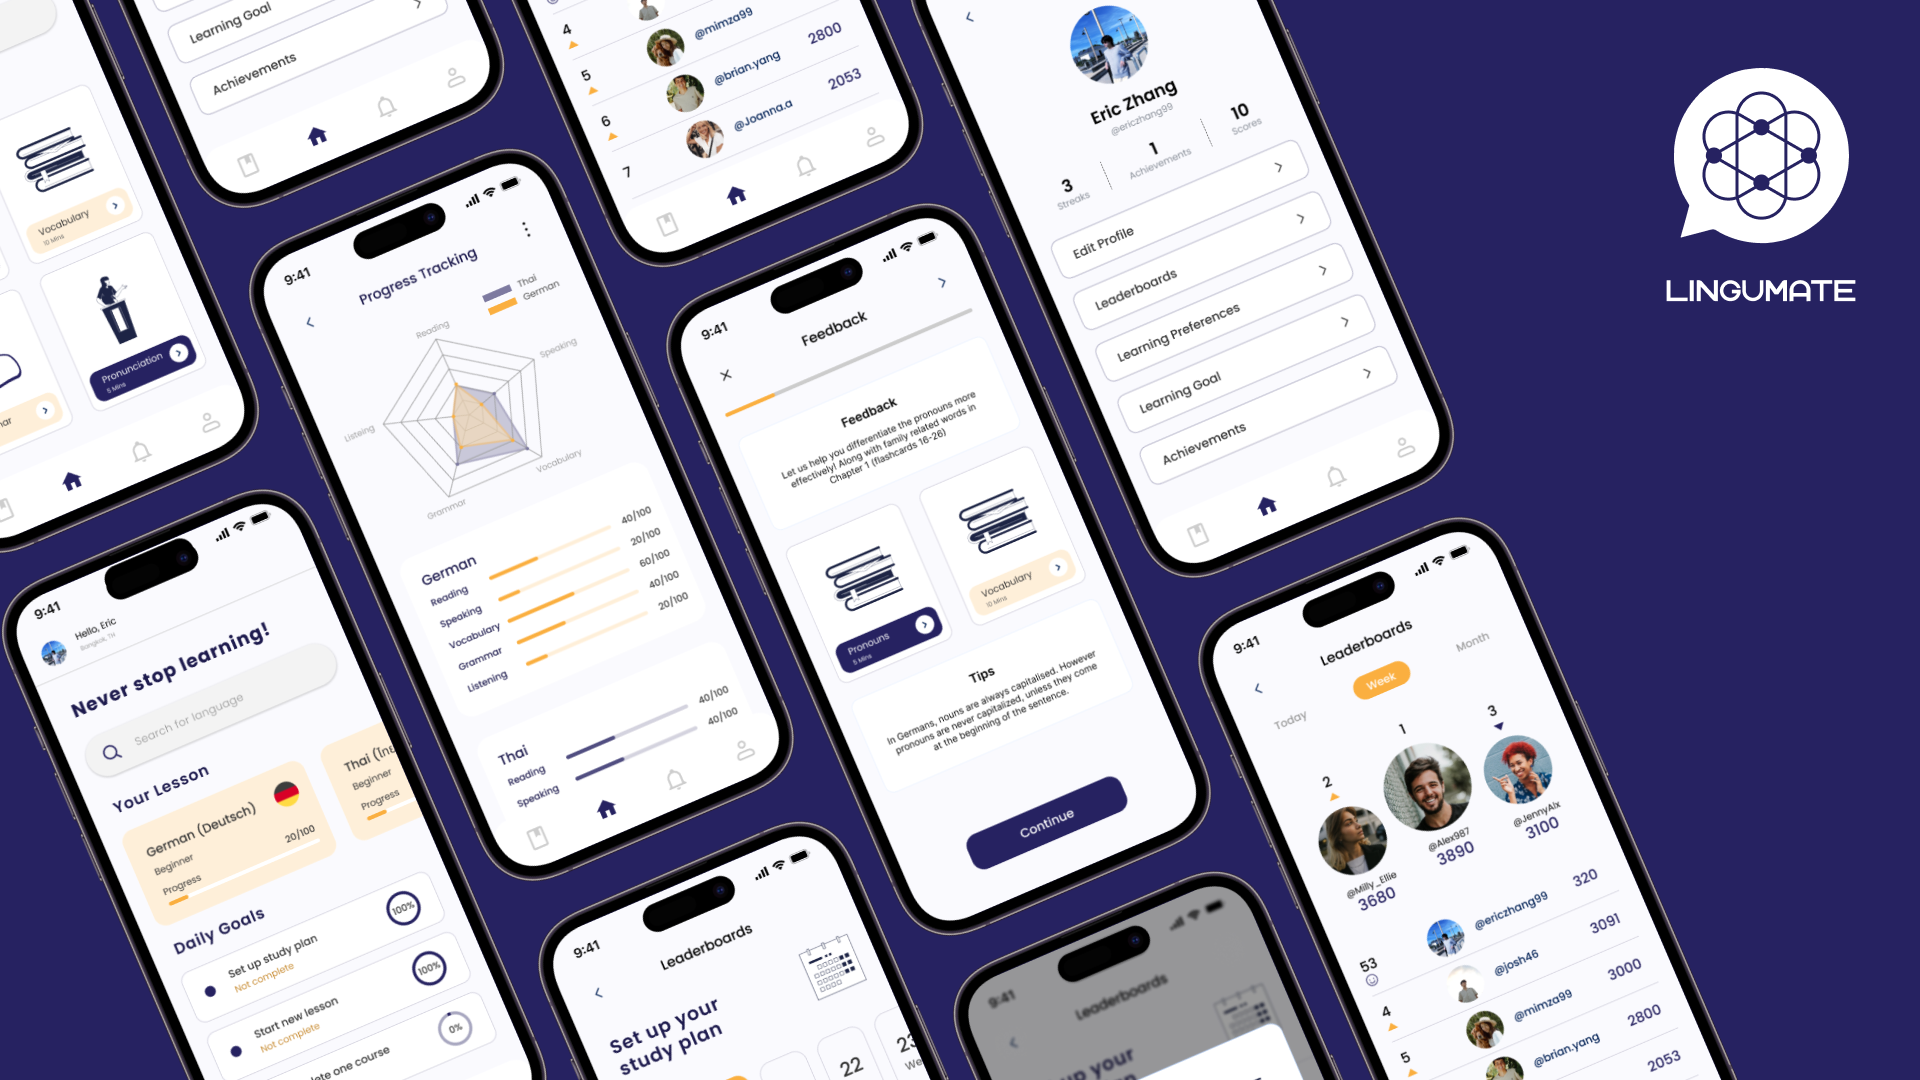 Learning Goal
Achievements
Vocabulary
10 Mins
Pronunciation
5 Mins
4
@mimza99
5
@brian.yang
2800
6
@Joanna.a
2053
7
Eric Zhang
@ericzhang99
3
Streaks
1
Achievements
10
Scores
Edit Profile
Leaderboards
Learning Preferences
Learning Goal
Achievements
LINGUMATE
9:41
Progress Tracking
Thai
German
Reading
Speaking
Listeing
Vocabulary
Grammar
German
Reading
40/100
Speaking
20/100
Vocabulary
60/100
Grammar
40/100
Listening
20/100
Thai
Reading
40/100
Speaking
40/100
9:41
Feedback
Feedback
Let us help you differentiate the pronouns more
effectively! Along with family related words in
Chapter 1 (flashcards 16-26)
Pronouns
5 Mins
Vocabulary
10 Mins
Tips
In Germans, nouns are always capitalised. However
pronouns are never capitalized, unless they come
at the beginning of the sentence.
Continue
9:41
Hello, Eric
Bangkok, TH
Never stop learning!
Search for language
Your Lesson
German (Deutsch)
Beginner
Progress
20/100
Thai
Beginner
Progress
Daily Goals
Set up study plan
Not complete
100%
Start new lesson
Not complete
100%
one course
0%
9:41
Leaderboards
Set up your
study plan
22
23
9:41
Leaderboards
up your
9:41
Leaderboards
Today
Week
Month
2
@Milly_Ellie
3680
1
@Alex987
3890
3
@JennyAlx
3100
53
@ericzhang99
320
4
@josh46
3091
5
@mimza99
3000
@brian.yang
2800
2053